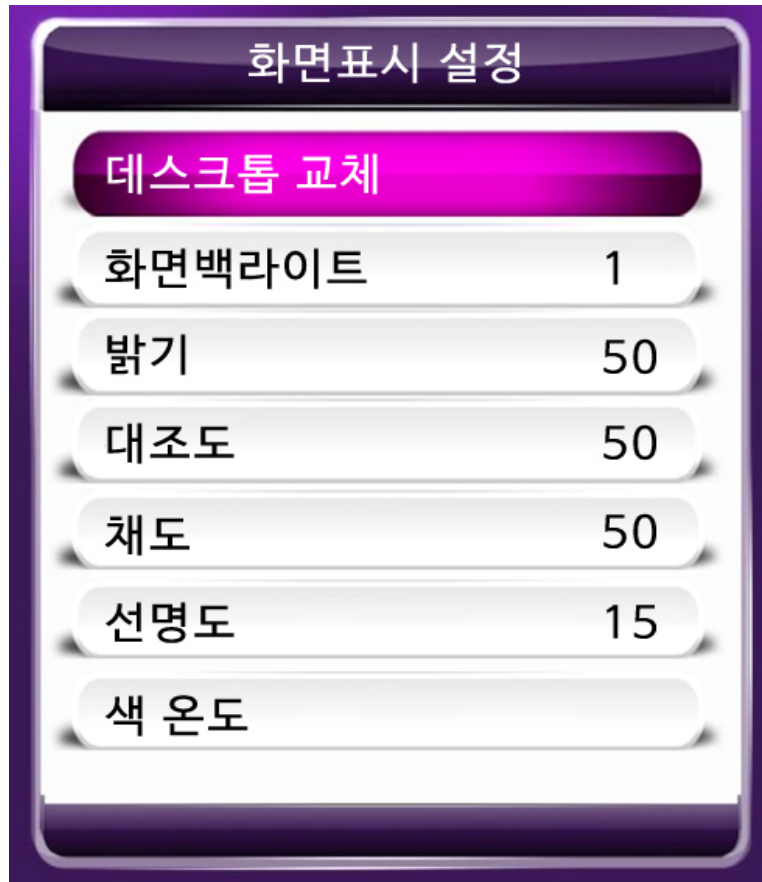 화면표시 설정
데스크톱 교체
화면백라이트 1
밝기 50
대조도 50
채도 50
선명도 15
색 온도